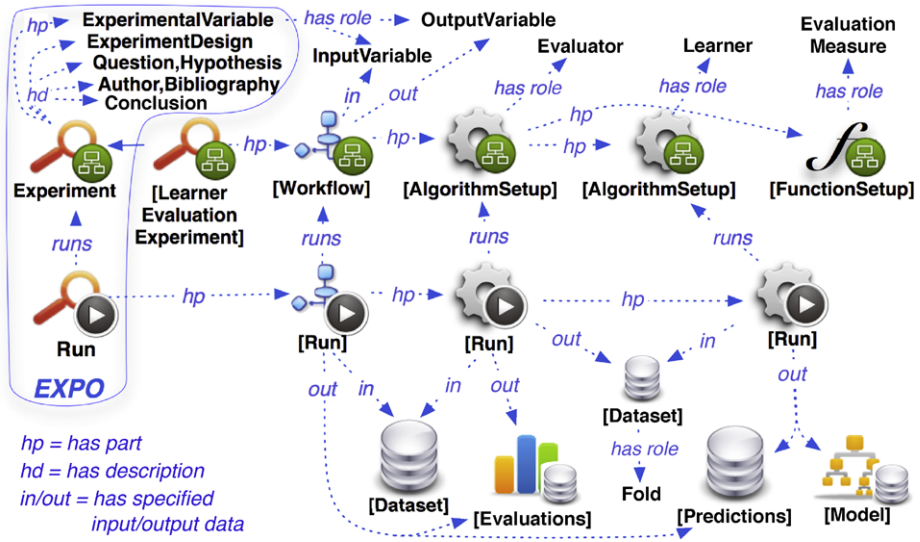 hp
ExperimentalVariable
has role
OutputVariable
ExperimentDesign
Question,Hypothesis
hd
Author,Bibliography
Conclusion
InputVariable
in
out
Evaluator
has role
Learner
has role
Evaluation
Measure
has role
hp
hp
hp
hp
Experiment
[Learner
Evaluation
Experiment]
[Workflow]
[AlgorithmSetup]
[AlgorithmSetup]
[FunctionSetup]
runs
runs
runs
runs
hp
hp
hp
Run
[Run]
[Run]
[Run]
EXPO
out
in
in
out
out
in
out
[Dataset]
has role
Fold
[Dataset]
[Evaluations]
[Predictions]
[Model]
hp = has part
hd = has description
in/out = has specified
input/output data